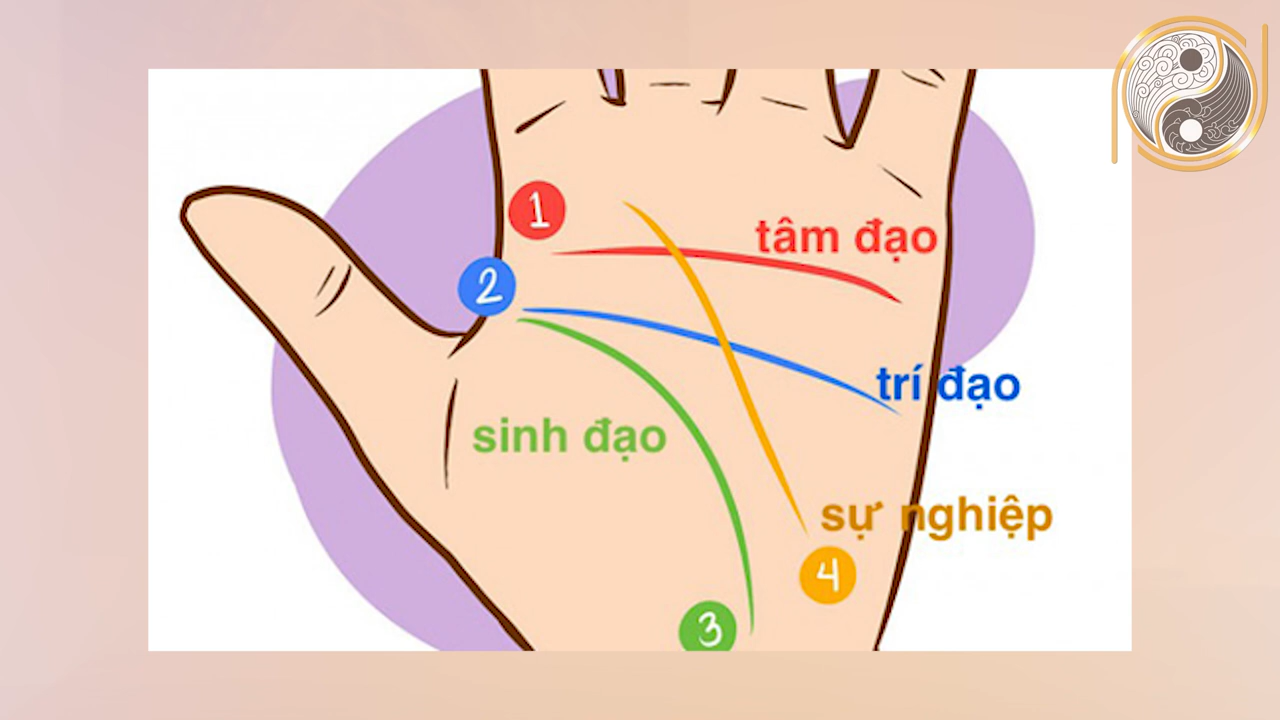 1
tâm đạo
2
trí đạo
sinh đạo
sự nghiệp
4
3